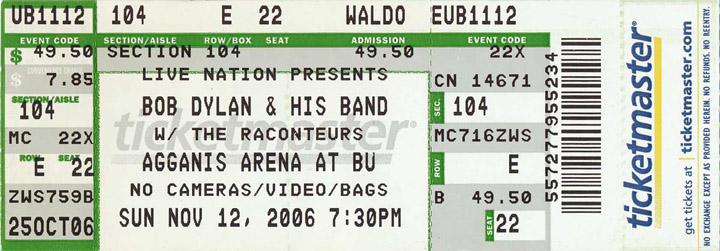 UB1112 104 E 22 WALDO EUB1112
EVENT CODE SECTION/AISLE ROW/BOX SEAT ADMISSION EVENT CODE
$ 49.50 SECTION 104 49.50 22X
7.85 LIVE NATION PRESENTS CN 14671
SECTION/AISLE BOB DYLAN & HIS BAND SEC. 104
104
MC 22X W/ THE RACONTEURS MC716ZWS
ticketmaster®
ROW E 22 AGGANIS ARENA AT BU ROW E
ZWS759B NO CAMERAS/VIDEO/BAGS B 49.50
25OCT06 SUN NOV 12, 2006 7:30PM SEAT 22
557277955234
ticketmaster®
get tickets at ticketmaster.com
NO EXCHANGE EXCEPT AS PROVIDED HEREIN. NO REFUNDS. NO REENTRY.